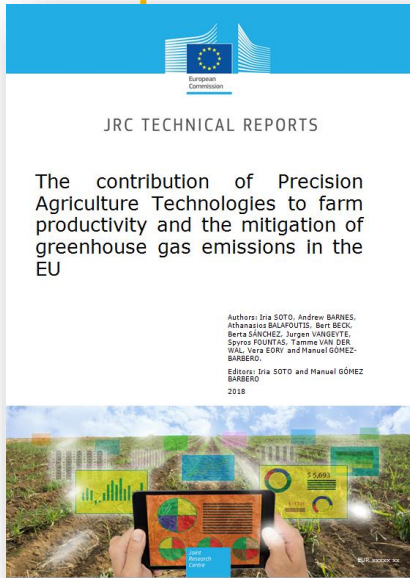 European
Commission
JRC TECHNICAL REPORTS
The contribution of Precision
Agriculture Technologies to farm
productivity and the mitigation of
greenhouse gas emissions in the
EU
Authors: Iria SOTO, Andrew BARNES,
Athanasios BALAFOUTIS, Bert BECK,
Berta SÁNCHEZ, Jurgen VANGEYTE,
Spyros FOUNTAS, Tamme VAN DER
WAL, Vera EORY and Manuel GÓMEZ-
BARBERO.
Editors: Iria SOTO and Manuel GÓMEZ
BARBERO
2018
$ 5,693
Joint
Research
Centre
EUR xxxxx xx